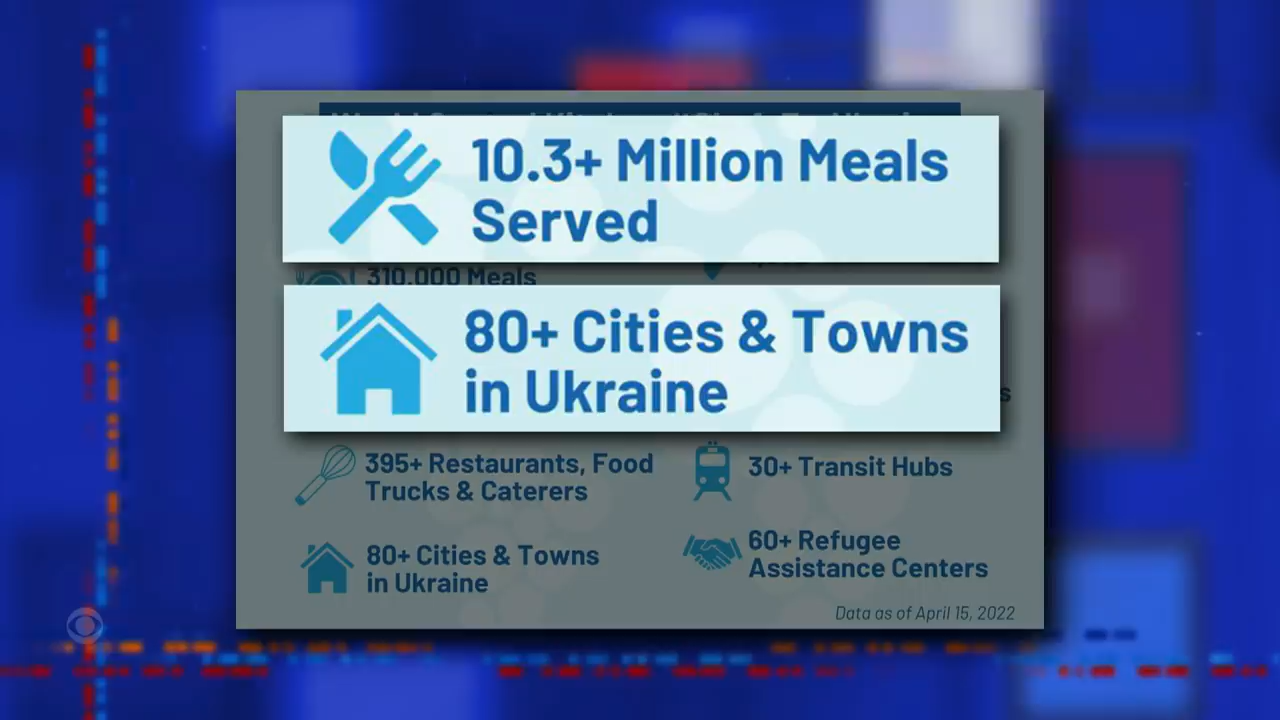 10.3+ Million Meals
Served
310,000 Meals
80+ Cities & Towns
in Ukraine
395+ Restaurants, Food
Trucks & Caterers
30+ Transit Hubs
80+ Cities & Towns
in Ukraine
60+ Refugee
Assistance Centers
Data as of April 15, 2022